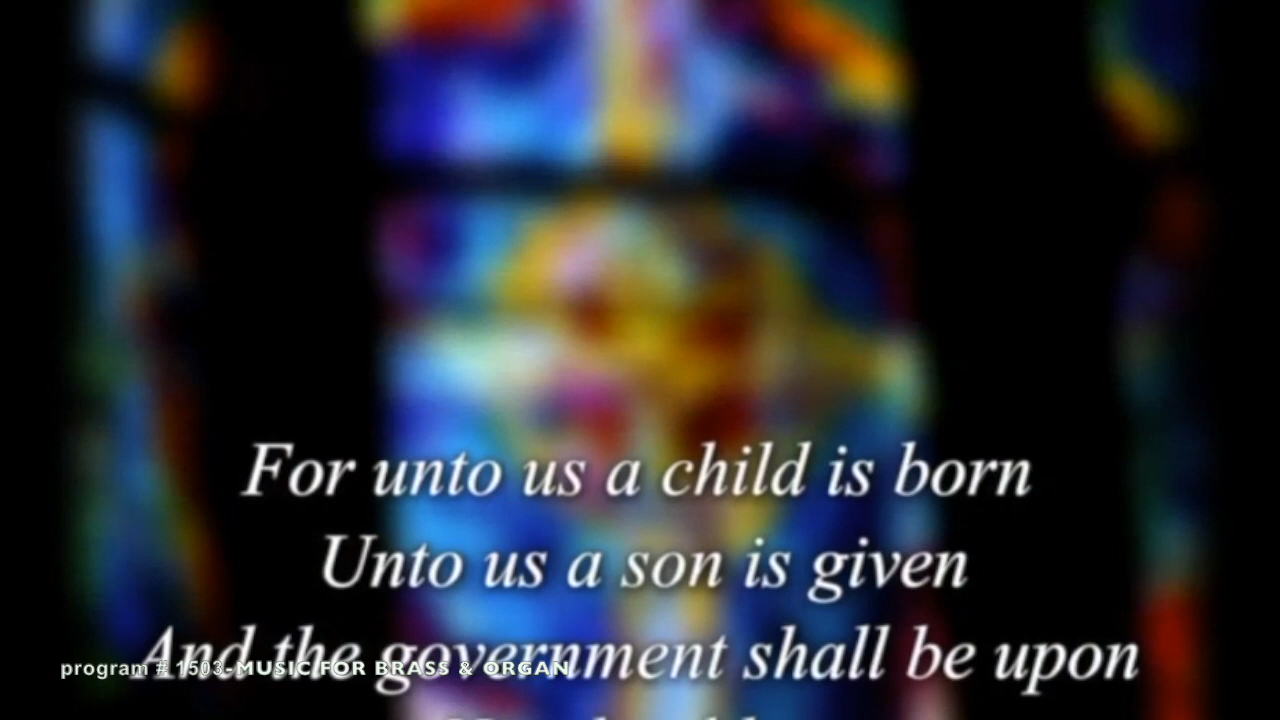 For unto us a child is born
Unto us a son is given
And the government shall be upon
program # 1503-MUSIC FOR BRASS & ORGAN